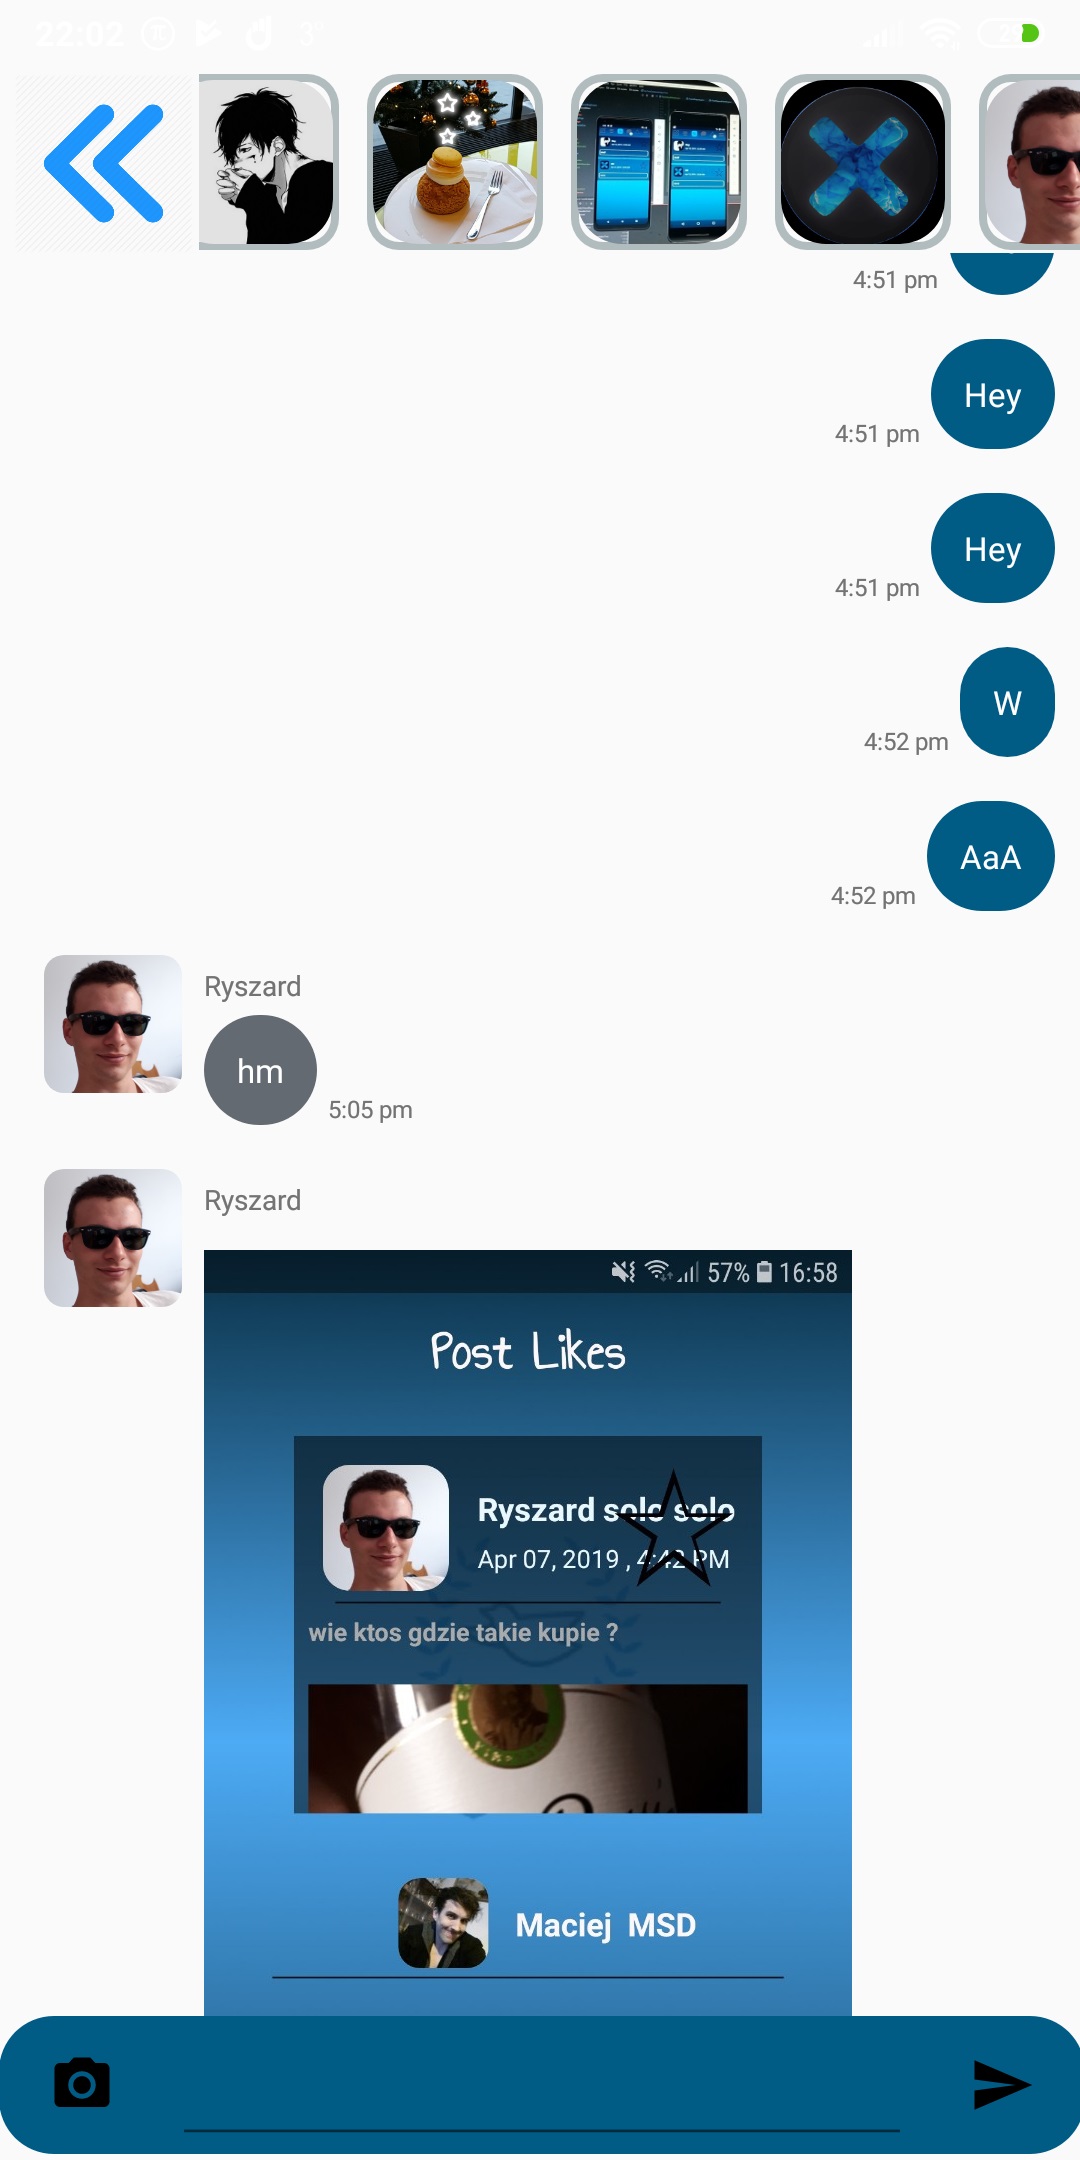 22:02
3°
4:51 pm
Hey
4:51 pm
Hey
4:51 pm
W
4:52 pm
AaA
4:52 pm
Ryszard
hm
5:05 pm
Ryszard
57% 16:58
Post Likes
Ryszard solo solo
Apr 07, 2019 , 4:42 PM
wie ktos gdzie takie kupie ?
Maciej MSD